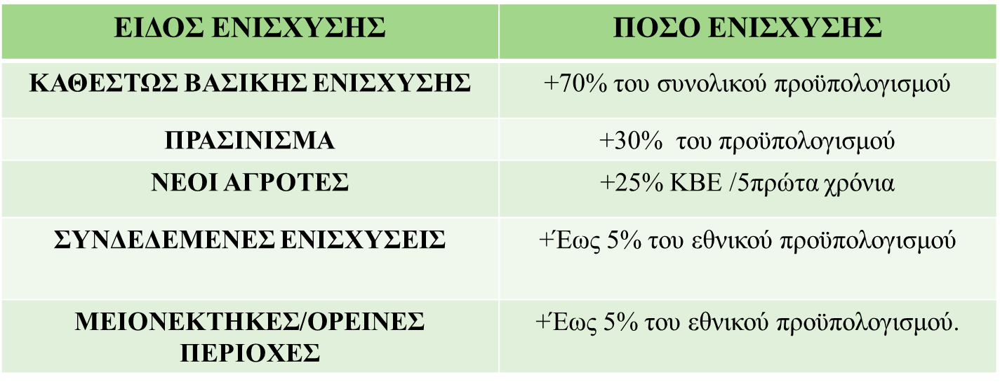 ΕΙΔΟΣ ΕΝΙΣΧΥΣΗΣ ΠΟΣΟ ΕΝΙΣΧΥΣΗΣ
ΚΑΘΕΣΤΩΣ ΒΑΣΙΚΗΣ ΕΝΙΣΧΥΣΗΣ +70% του συνολικού προϋπολογισμού
ΠΡΑΣΙΝΙΣΜΑ +30% του προϋπολογισμού
ΝΕΟΙ ΑΓΡΟΤΕΣ +25% ΚΒΕ /5πρώτα χρόνια
ΣΥΝΔΕΔΕΜΕΝΕΣ ΕΝΙΣΧΥΣΕΙΣ +Έως 5% του εθνικού προϋπολογισμού
ΜΕΙΟΝΕΚΤΗΚΕΣ/ΟΡΕΙΝΕΣ +Έως 5% του εθνικού προϋπολογισμού.
ΠΕΡΙΟΧΕΣ